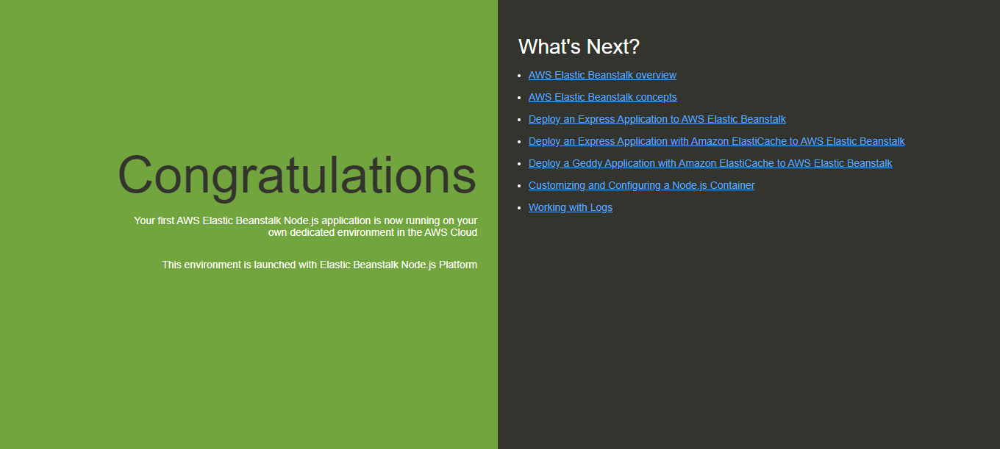 Congratulations
Your first AWS Elastic Beanstalk Node.js application is now running on your
own dedicated environment in the AWS Cloud
This environment is launched with Elastic Beanstalk Node.js Platform
What's Next?
AWS Elastic Beanstalk overview
AWS Elastic Beanstalk concepts
Deploy an Express Application to AWS Elastic Beanstalk
Deploy an Express Application with Amazon ElastiCache to AWS Elastic Beanstalk
Deploy a Geddy Application with Amazon ElastiCache to AWS Elastic Beanstalk
Customizing and Configuring a Node.js Container
Working with Logs